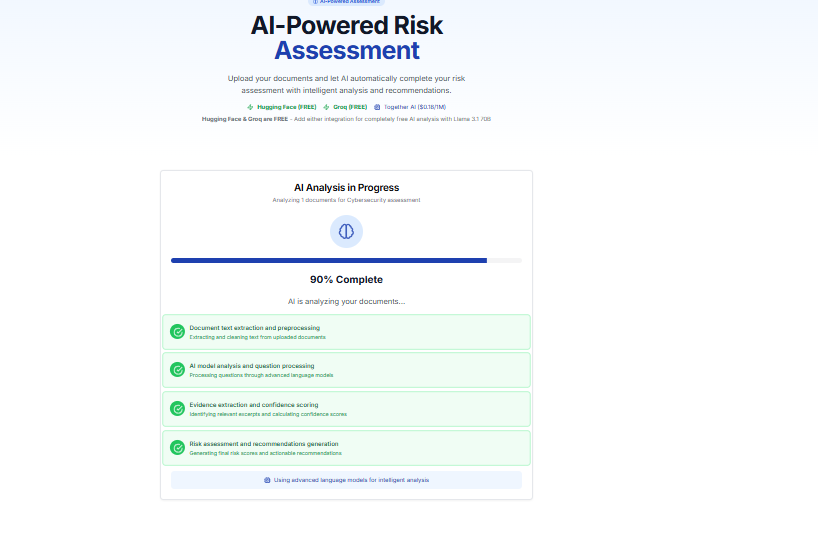 AI-Powered Assessment
AI-Powered Risk
Assessment
Upload your documents and let AI automatically complete your risk
assessment with intelligent analysis and recommendations.
Hugging Face (FREE) Groq (FREE) Together AI ($0.18/1M)
Hugging Face & Groq are FREE - Add either integration for completely free AI analysis with Llama 3.1 70B
AI Analysis in Progress
Analyzing 1 documents for Cybersecurity assessment
90% Complete
AI is analyzing your documents...
Document text extraction and preprocessing
Extracting and cleaning text from uploaded documents
AI model analysis and question processing
Processing questions through advanced language models
Evidence extraction and confidence scoring
Identifying relevant excerpts and calculating confidence scores
Risk assessment and recommendations generation
Generating final risk scores and actionable recommendations
Using advanced language models for intelligent analysis